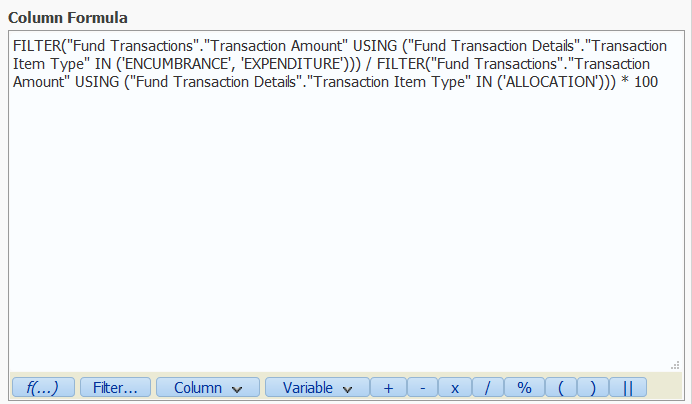 Column Formula
FILTER("Fund Transactions"."Transaction Amount" USING ("Fund Transaction Details"."Transaction
Item Type" IN ('ENCUMBRANCE', 'EXPENDITURE'))) / FILTER("Fund Transactions"."Transaction
Amount" USING ("Fund Transaction Details"."Transaction Item Type" IN ('ALLOCATION'))) * 100
f(...) Filter... Column Variable + - x / % ( ) ||